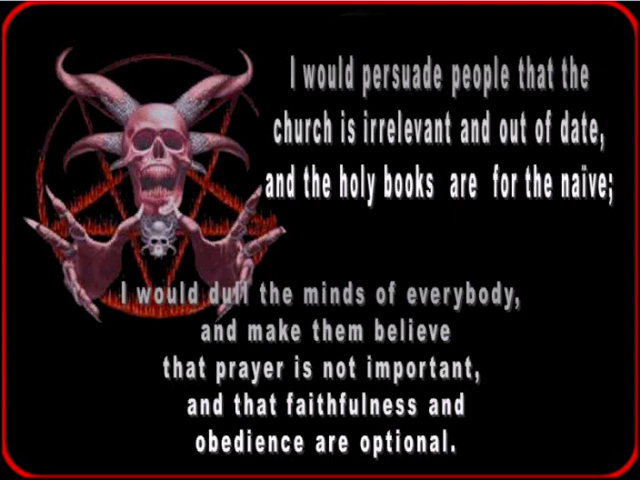 I would persuade people that the
church is irrelevant and out of date,
and the holy books are for the naïve;
I would dull the minds of everybody,
and make them believe
that prayer is not important,
and that faithfulness and
obedience are optional.